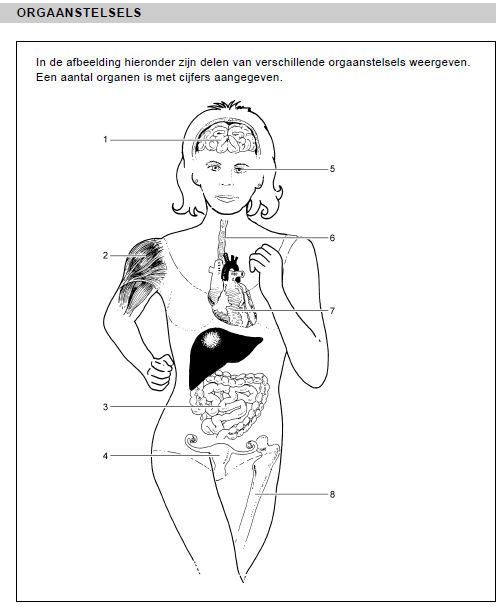 ORGAANSTELSELS
In de afbeelding hieronder zijn delen van verschillende orgaanstelsels weergeven.
Een aantal organen is met cijfers aangegeven.
1
5
6
2
7
3
4
8